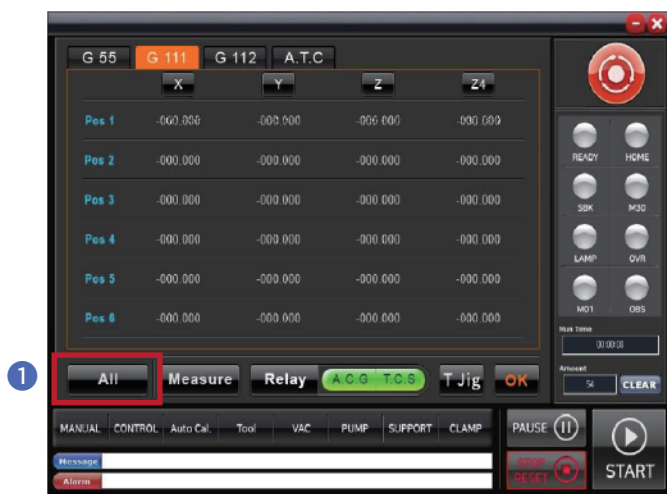 G 55 G 111 G 112 A.T.C
X Y Z Z4
Pos 1 -000.000 -000.000 -000.000 -000.000
Pos 2 -000.000 -000.000 -000.000 -000.000
Pos 3 -000.000 -000.000 -000.000 -000.000
Pos 4 -000.000 -000.000 -000.000 -000.000
Pos 5 -000.000 -000.000 -000.000 -000.000
Pos 6 -000.000 -000.000 -000.000 -000.000
READY HOME
SBK M30
LAMP OVR
M01 OBS
Run Time
00:00:00
Amount
54 CLEAR
1 All Measure Relay A.C.G T.C.S T Jig OK
MANUAL CONTROL Auto Cal. Tool VAC PUMP SUPPORT CLAMP
PAUSE
Message
Alarm
STOP
RESET
START